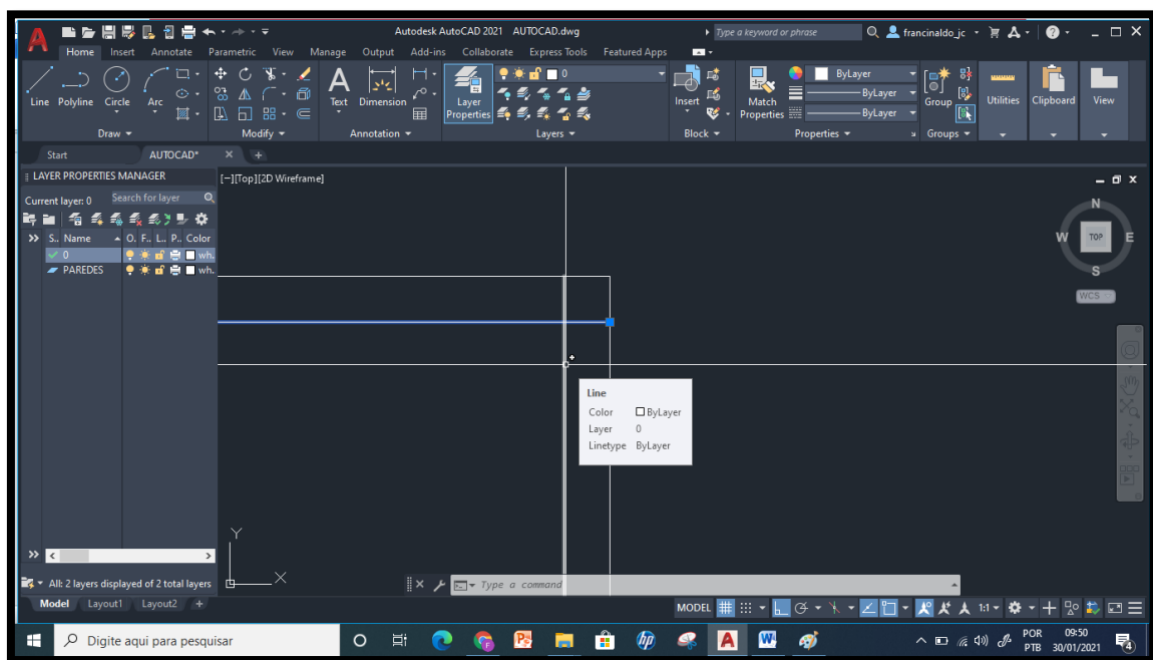 Autodesk AutoCAD 2021 AUTOCAD.dwg
Type a keyword or phrase
francinaldo_jc
Home Insert Annotate Parametric View Manage Output Add-ins Collaborate Express Tools Featured Apps
0
ByLayer
ByLayer
ByLayer
Line Polyline Circle Arc
Text Dimension
Layer Properties
Insert
Match Properties
Group
Utilities
Clipboard
View
Draw Modify Annotation Layers Block Properties Groups
Start AUTOCAD* +
LAYER PROPERTIES MANAGER
Current layer: 0
Search for layer
S.. Name O. F.. L.. P.. Color
0 wh.
PAREDES wh.
All: 2 layers displayed of 2 total layers
[−][Top][2D Wireframe]
N
W TOP E
S
WCS
Line
Color ByLayer
Layer 0
Linetype ByLayer
Y
X
Type a command
Model Layout1 Layout2 +
MODEL
1:1
Digite aqui para pesquisar
POR 09:50
PTB 30/01/2021
4